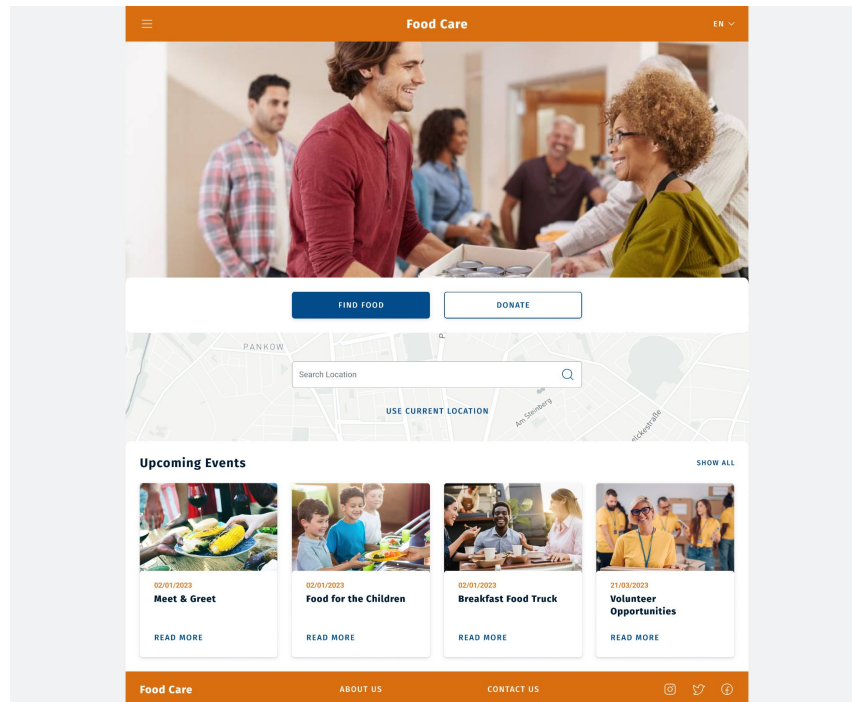 Food Care
EN
FIND FOOD
DONATE
PANKOW
Search Location
USE CURRENT LOCATION
Am Steinberg
Upcoming Events
SHOW ALL
02/01/2023
Meet & Greet
READ MORE
02/01/2023
Food for the Children
READ MORE
02/01/2023
Breakfast Food Truck
READ MORE
21/03/2023
Volunteer
Opportunities
READ MORE
Food Care
ABOUT US
CONTACT US